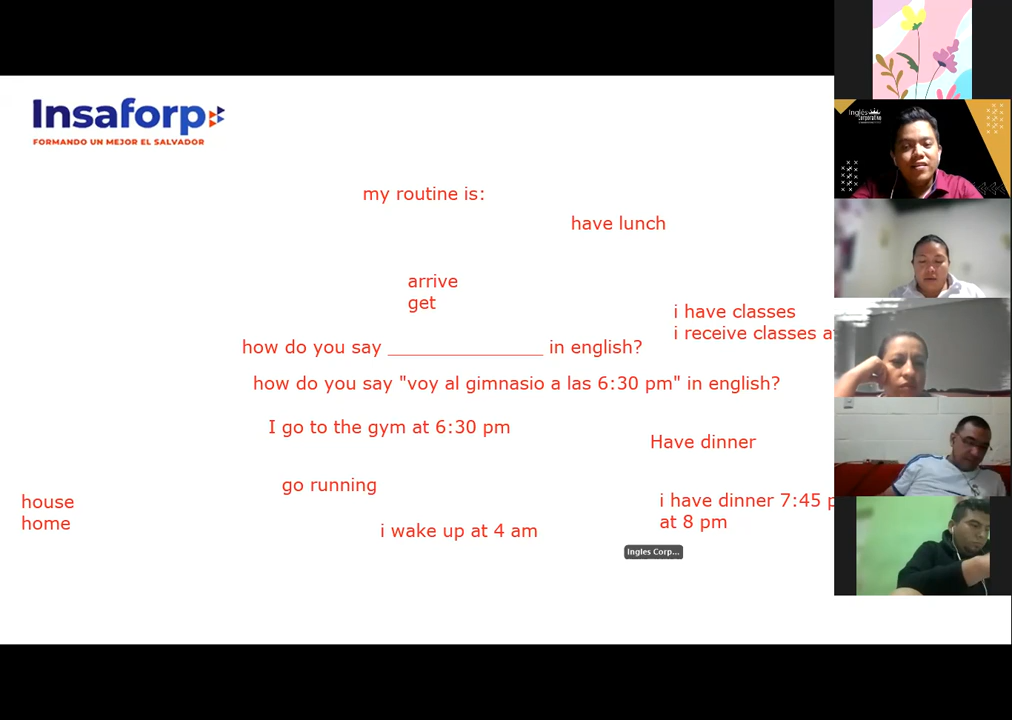 Insaforp
FORMANDO UN MEJOR EL SALVADOR
Inglés
Corporativo
my routine is:
have lunch
arrive
get
i have classes
i receive classes a
how do you say ________________ in english?
how do you say "voy al gimnasio a las 6:30 pm" in english?
I go to the gym at 6:30 pm
Have dinner
go running
house
home
i have dinner 7:45 p
at 8 pm
i wake up at 4 am
Ingles Corp...